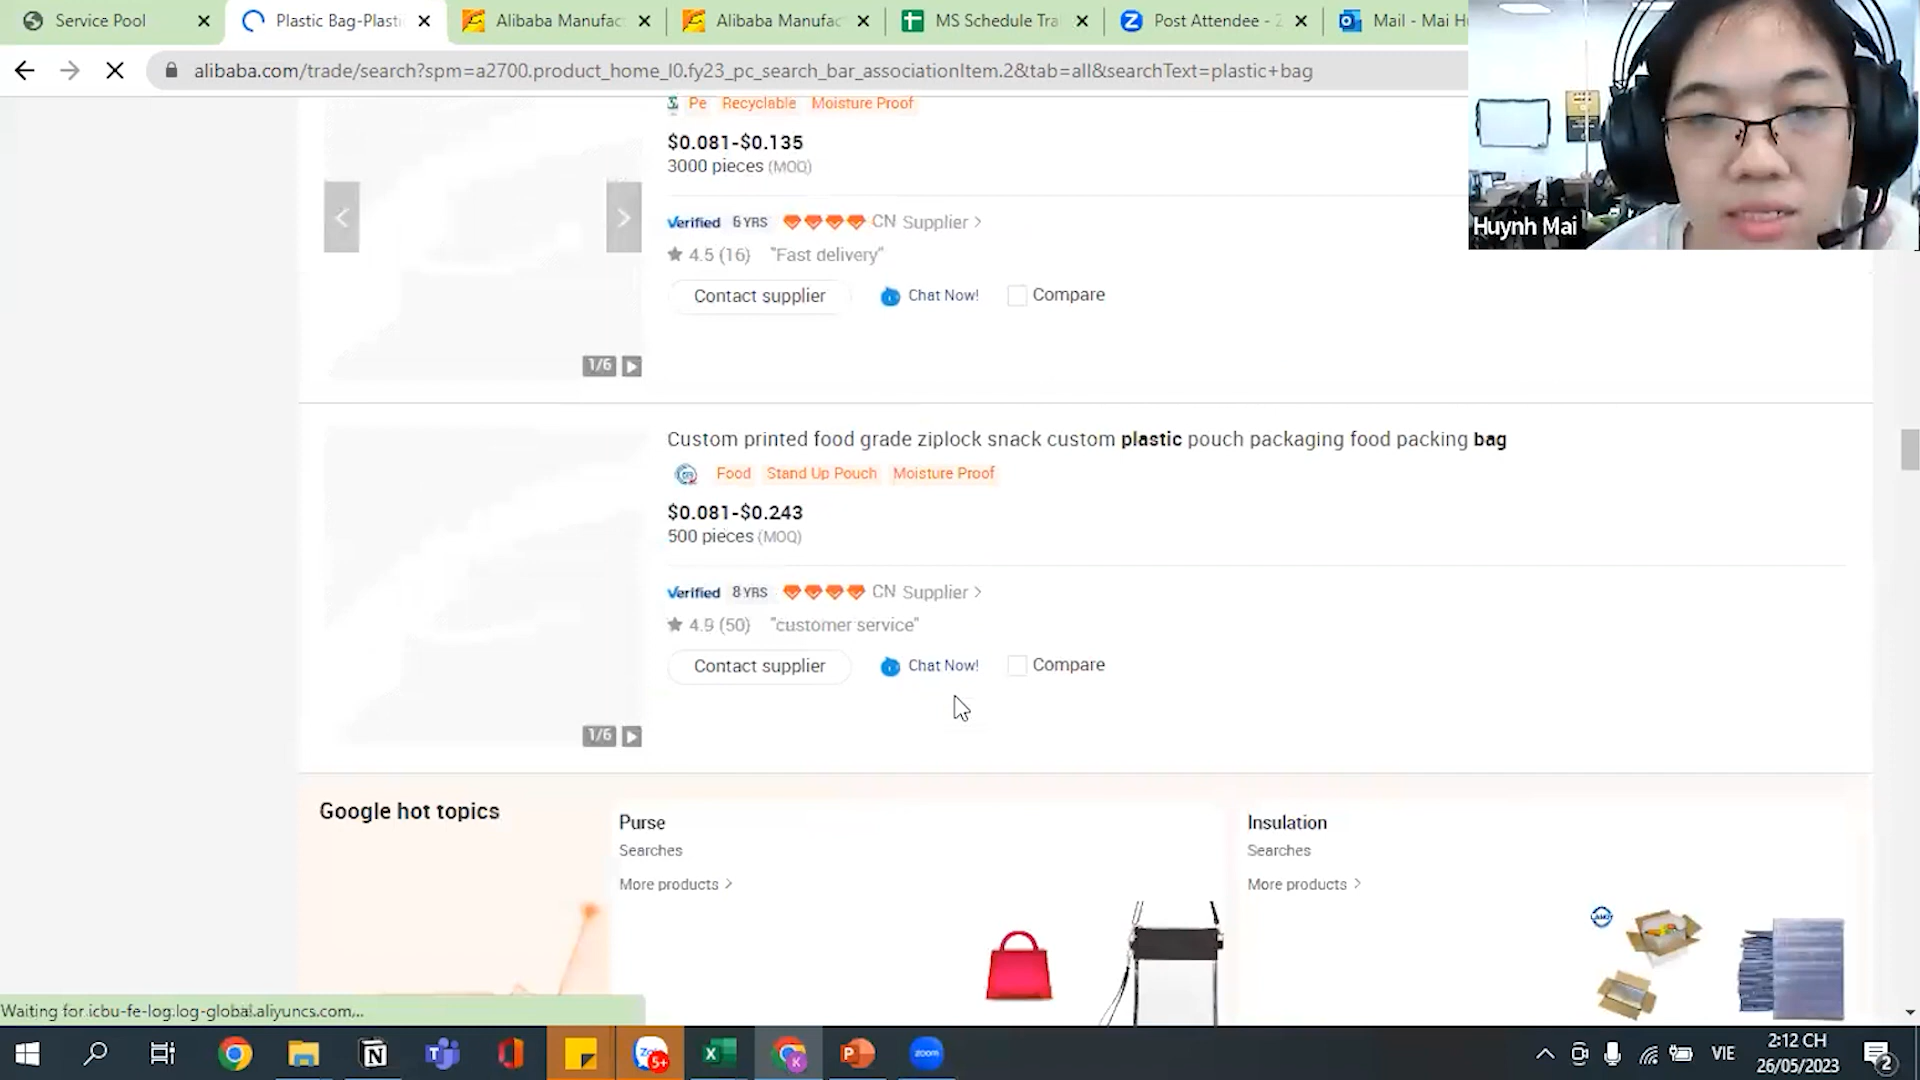 Service Pool
Plastic Bag-Plasti
Alibaba Manufac
Alibaba Manufac
MS Schedule Tra
Post Attendee - Z
Mail - Mai H
alibaba.com/trade/search?spm=a2700.product_home_l0.fy23_pc_search_bar_associationItem.2&tab=all&searchText=plastic+bag
Huynh Mai
Pe Recyclable Moisture Proof
$0.081-$0.135
3000 pieces (MOQ)
Verified 6 YRS CN Supplier >
4.5 (16) "Fast delivery"
Contact supplier Chat Now! Compare
1/6
Custom printed food grade ziplock snack custom plastic pouch packaging food packing bag
Food Stand Up Pouch Moisture Proof
$0.081-$0.243
500 pieces (MOQ)
Verified 8 YRS CN Supplier >
4.9 (50) "customer service"
Contact supplier Chat Now! Compare
1/6
Google hot topics
Purse
Searches
More products >
Insulation
Searches
More products >
Waiting for icbu-fe-log.log-global.aliyuncs.com...
5+
zoom
VIE
2:12 CH
26/05/2023
2